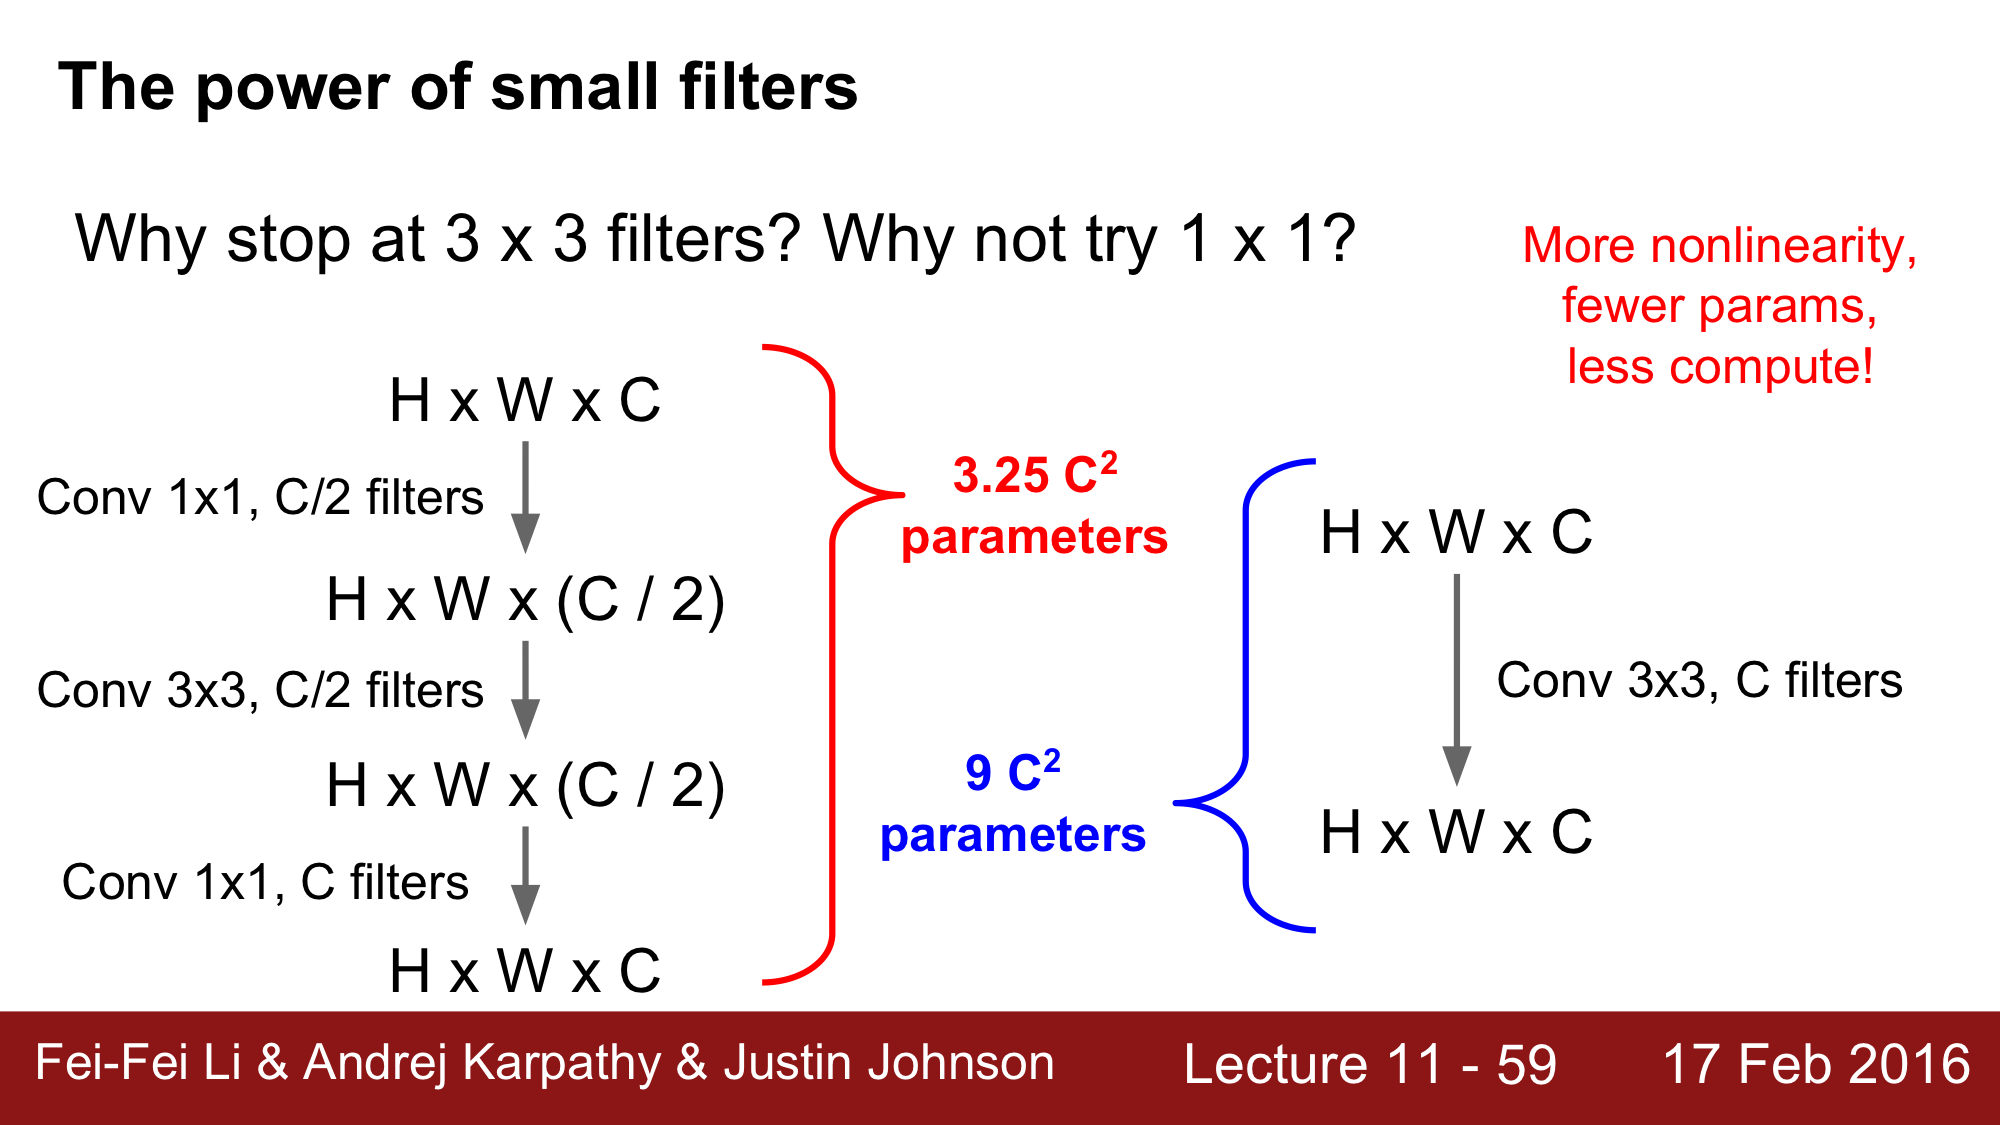 The power of small filters
Why stop at 3 x 3 filters? Why not try 1 x 1?
More nonlinearity,
fewer params,
less compute!
H x W x C
Conv 1x1, C/2 filters
H x W x (C / 2)
Conv 3x3, C/2 filters
H x W x (C / 2)
Conv 1x1, C filters
H x W x C
3.25 C²
parameters
9 C²
parameters
H x W x C
Conv 3x3, C filters
H x W x C
Fei-Fei Li & Andrej Karpathy & Justin Johnson
Lecture 11 - 59
17 Feb 2016